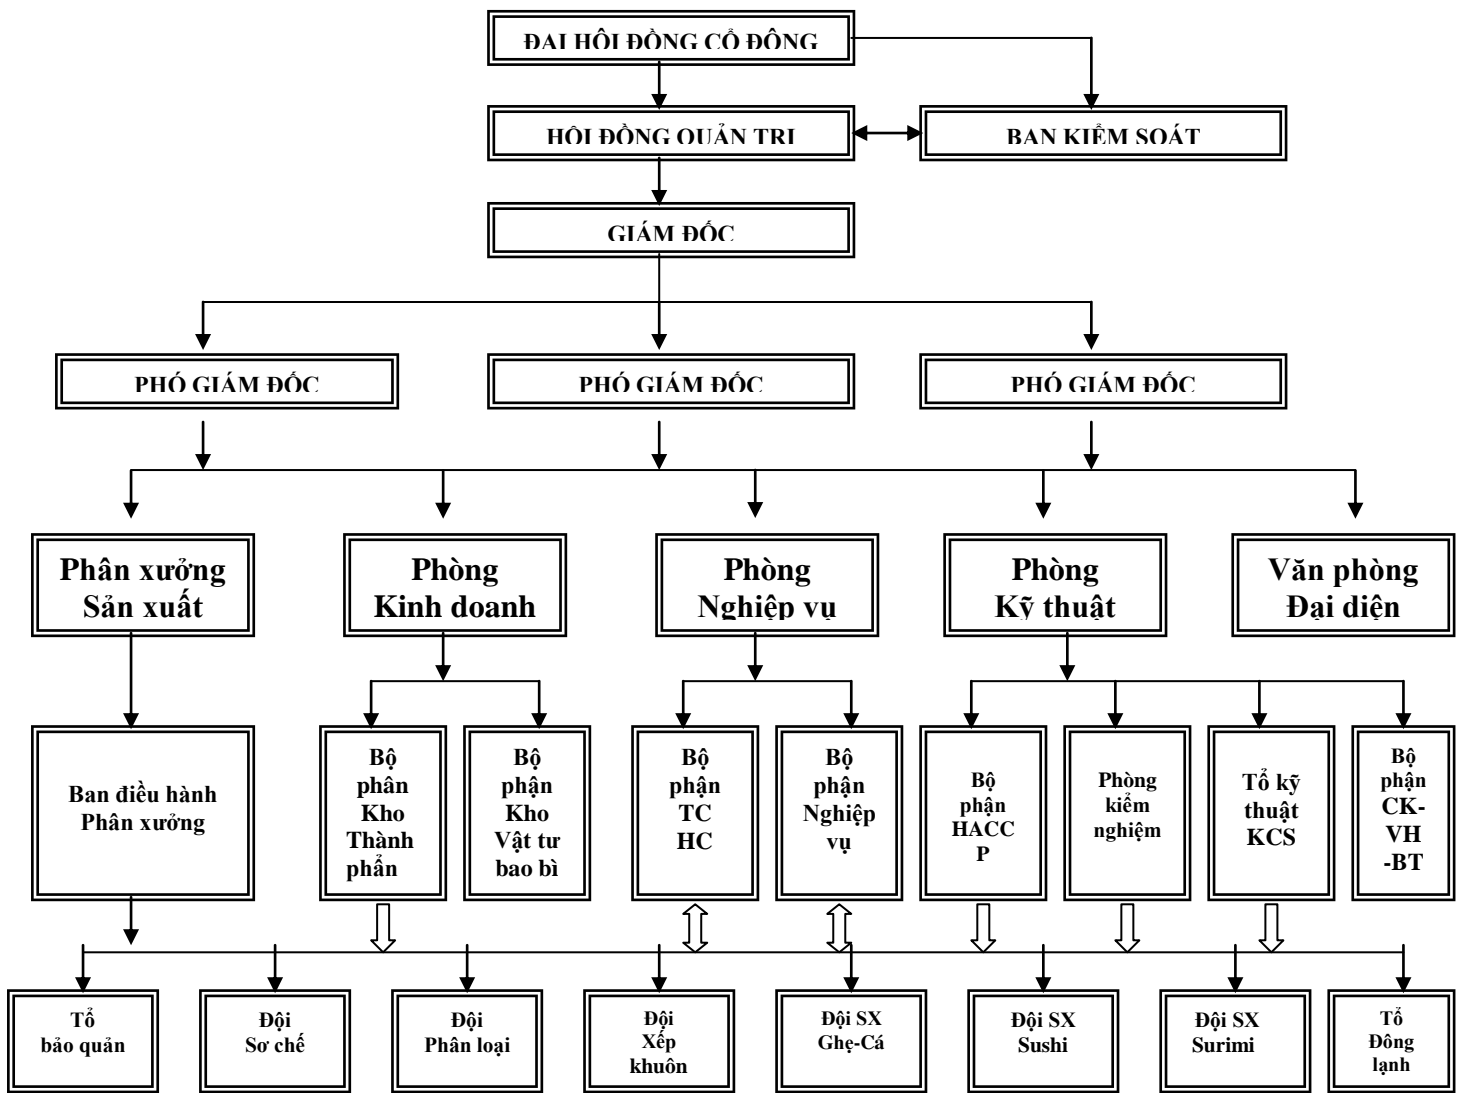 ĐẠI HỘI ĐỒNG CỔ ĐÔNG
HỘI ĐỒNG QUẢN TRỊ
BAN KIỂM SOÁT
GIÁM ĐỐC
PHÓ GIÁM ĐỐC
PHÓ GIÁM ĐỐC
PHÓ GIÁM ĐỐC
Phân xưởng
Sản xuất
Phòng
Kinh doanh
Phòng
Nghiệp vụ
Phòng
Kỹ thuật
Văn phòng
Đại diện
Ban điều hành
Phân xưởng
Bộ
phân
Kho
Thành
phẩn
Bộ
phận
Kho
Vật tư
bao bì
Bộ
phận
TC
HC
Bộ
phận
Nghiệp
vụ
Bộ
phận
HACC
P
Phòng
kiểm
nghiệm
Tổ kỹ
thuật
KCS
Bộ
phận
CK-
VH
-BT
Tổ
bảo quản
Đội
Sơ chế
Đội
Phân loại
Đội
Xếp
khuôn
Đội SX
Ghẹ-Cá
Đội SX
Sushi
Đội SX
Surimi
Tổ
Đông
lạnh